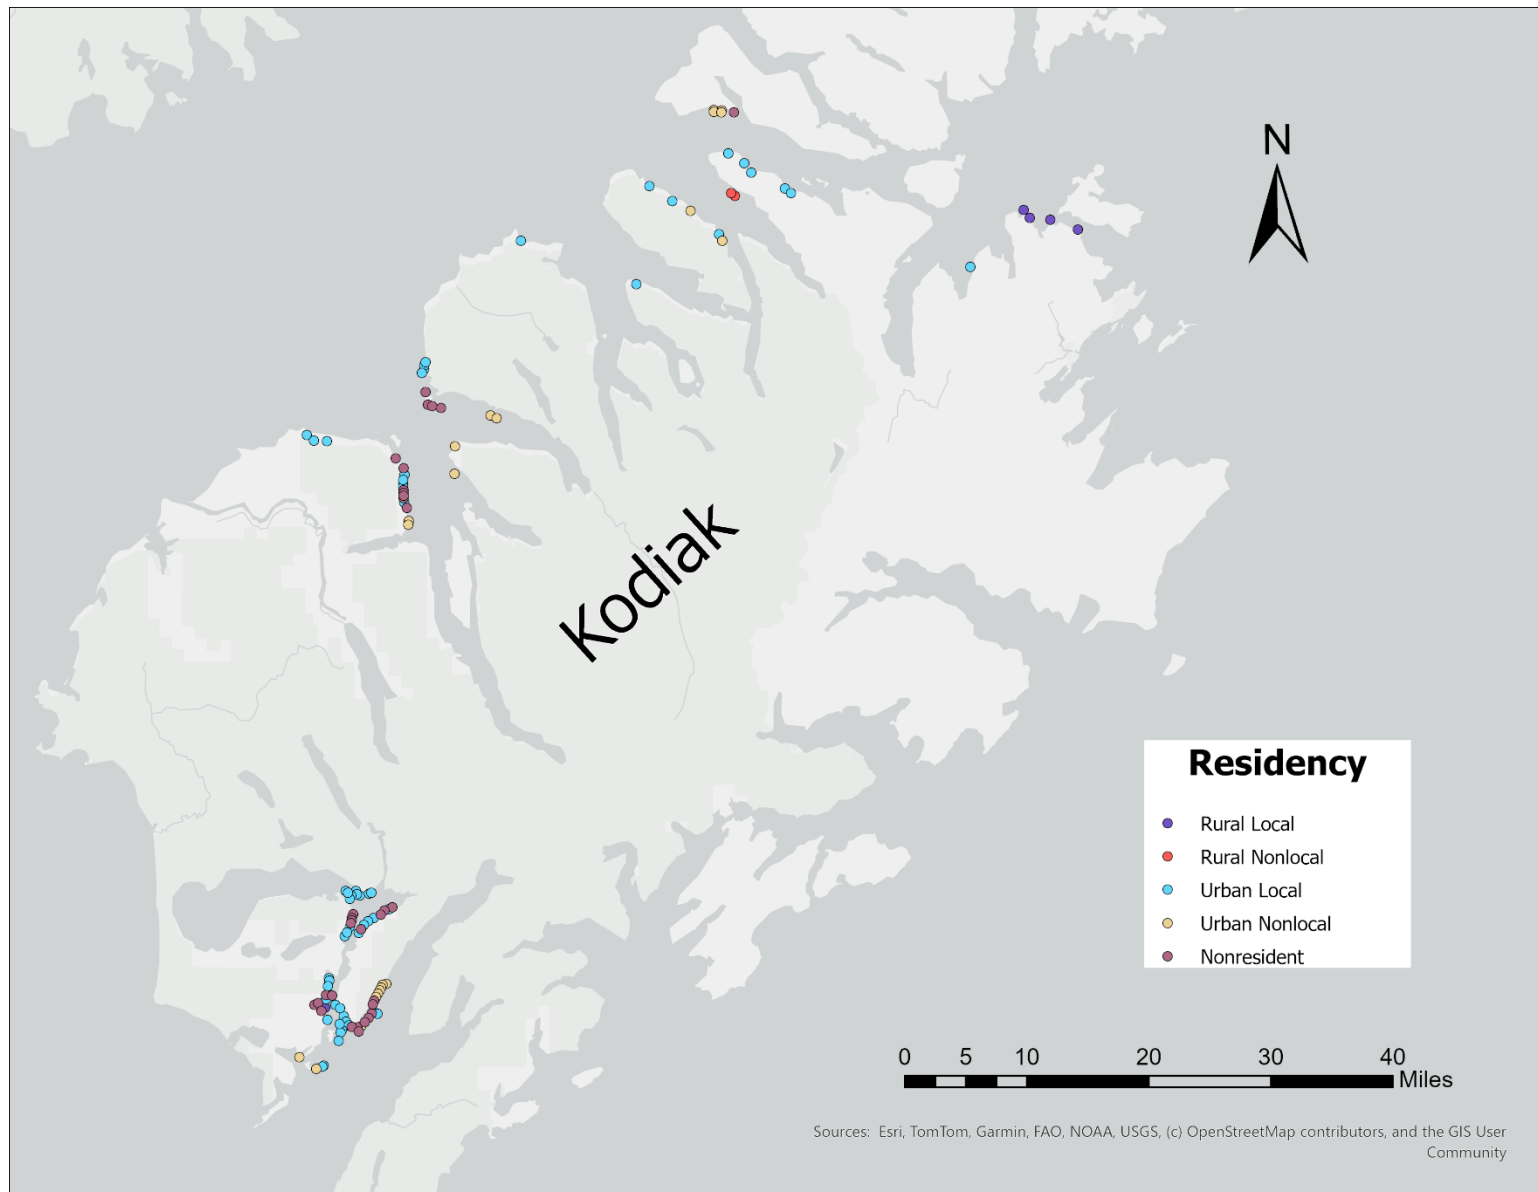 N
Kodiak
Residency
Rural Local
Rural Nonlocal
Urban Local
Urban Nonlocal
Nonresident
0 5 10 20 30 40
Miles
Sources: Esri, TomTom, Garmin, FAO, NOAA, USGS, (c) OpenStreetMap contributors, and the GIS User
Community